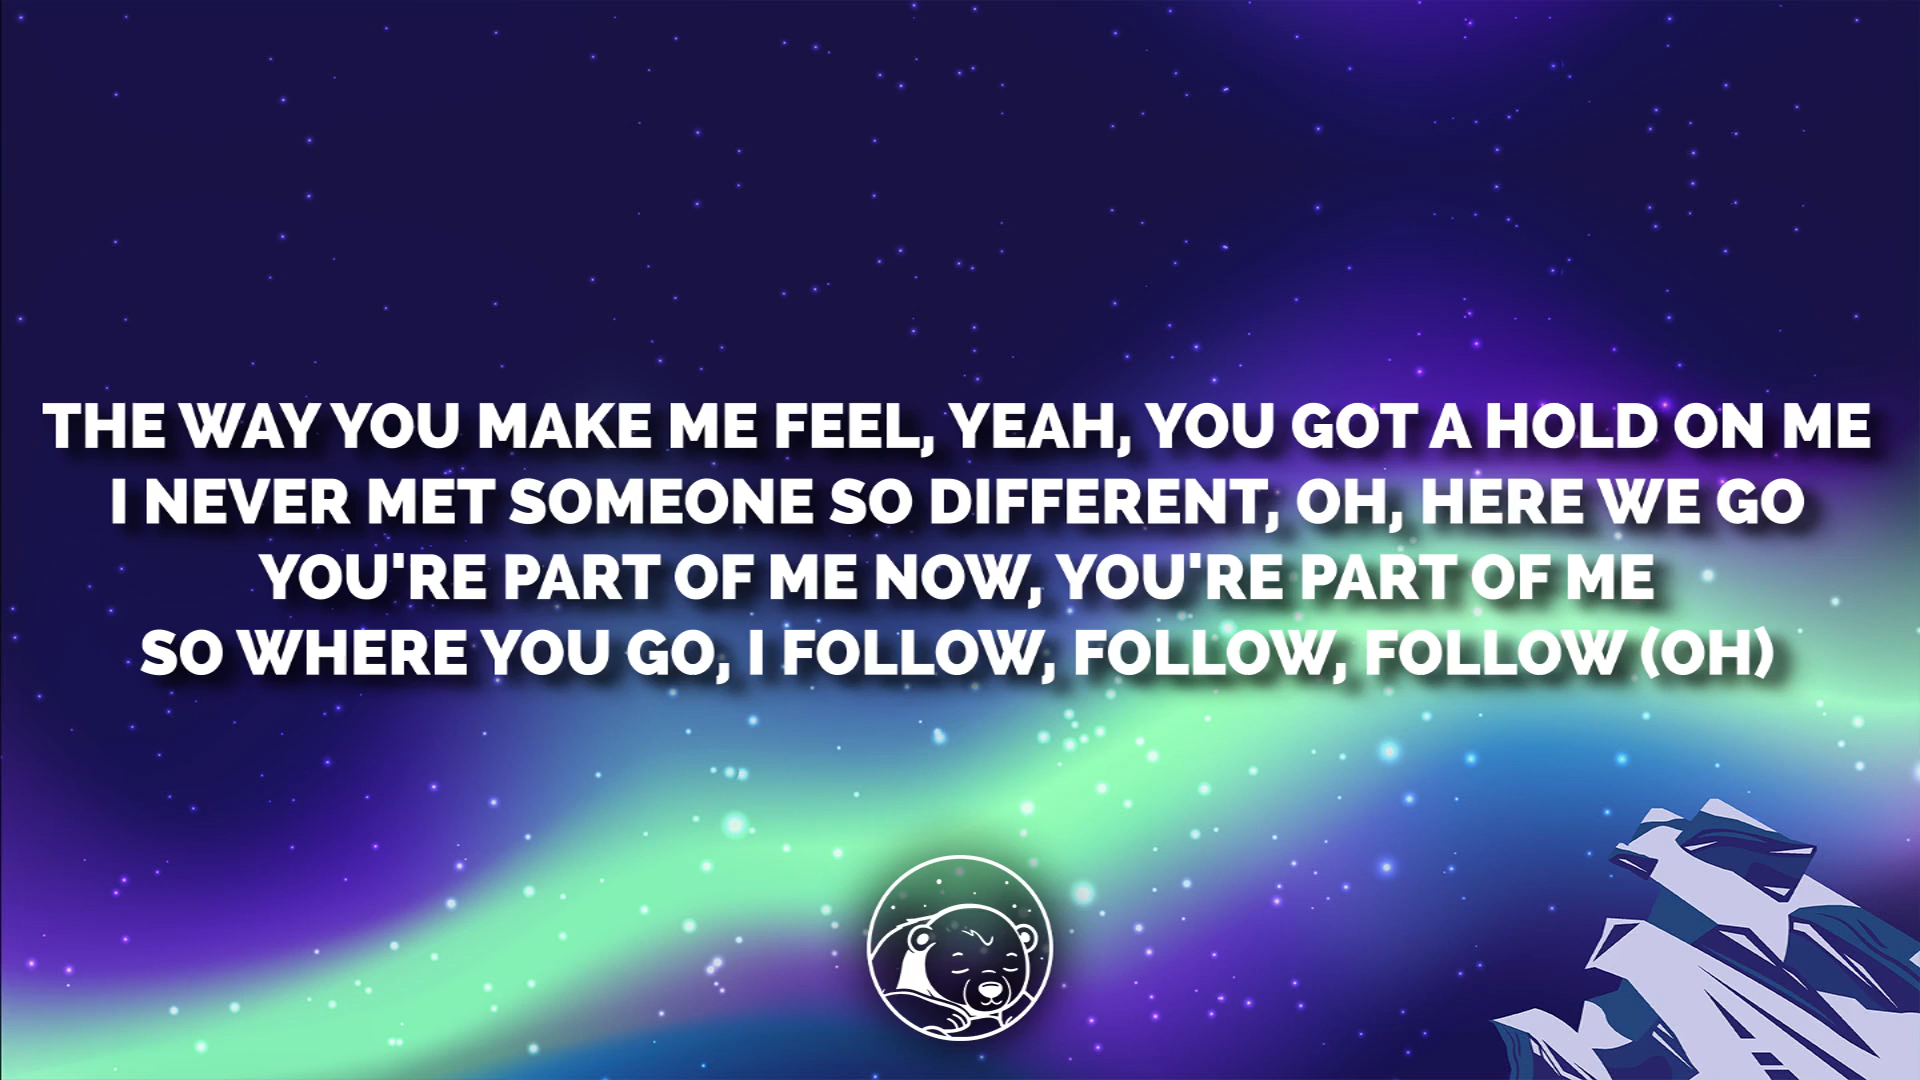 THE WAY YOU MAKE ME FEEL, YEAH, YOU GOT A HOLD ON ME
I NEVER MET SOMEONE SO DIFFERENT, OH, HERE WE GO
YOU'RE PART OF ME NOW, YOU'RE PART OF ME
SO WHERE YOU GO, I FOLLOW, FOLLOW, FOLLOW (OH)